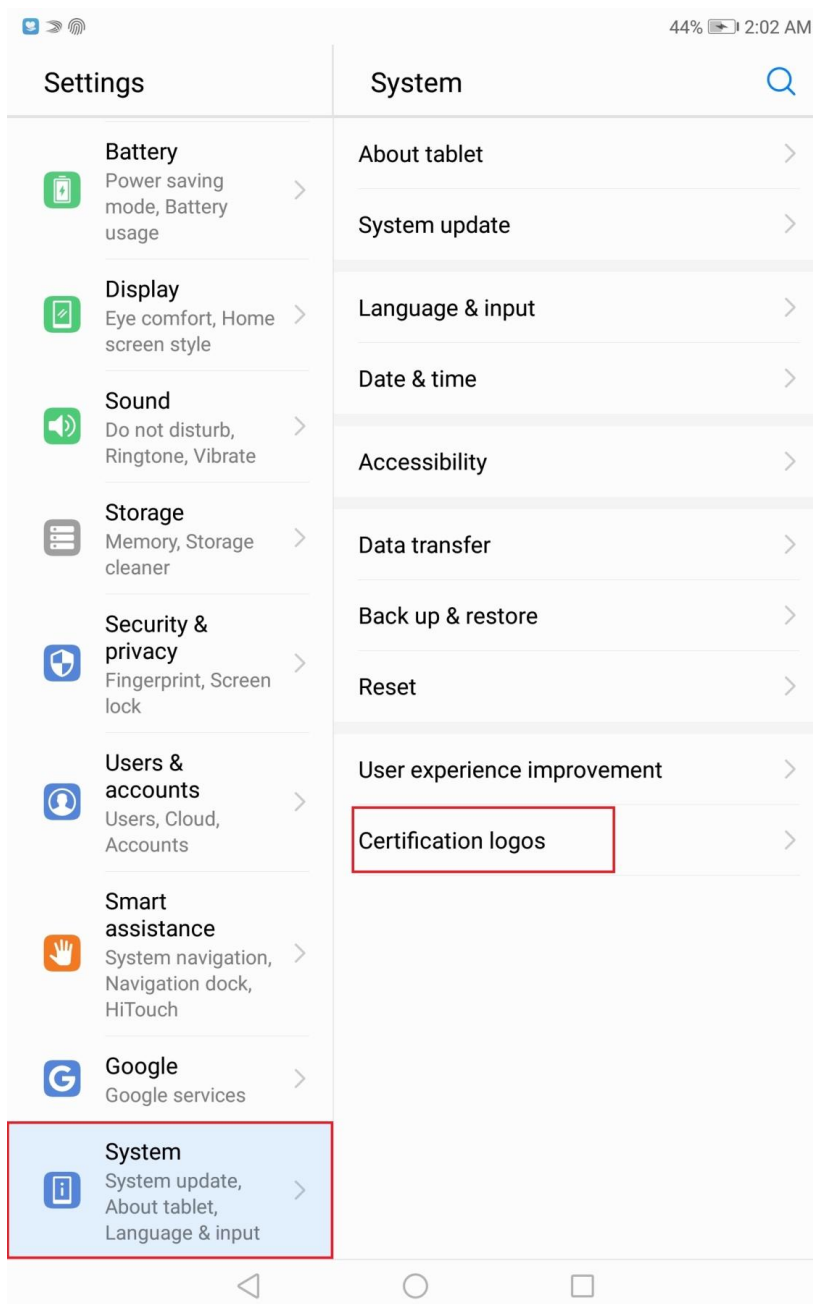 44% 2:02 AM
Settings
Battery
Power saving
mode, Battery
usage
Display
Eye comfort, Home
screen style
Sound
Do not disturb,
Ringtone, Vibrate
Storage
Memory, Storage
cleaner
Security &
privacy
Fingerprint, Screen
lock
Users &
accounts
Users, Cloud,
Accounts
Smart
assistance
System navigation,
Navigation dock,
HiTouch
Google
Google services
System
System update,
About tablet,
Language & input
System
About tablet
System update
Language & input
Date & time
Accessibility
Data transfer
Back up & restore
Reset
User experience improvement
Certification logos